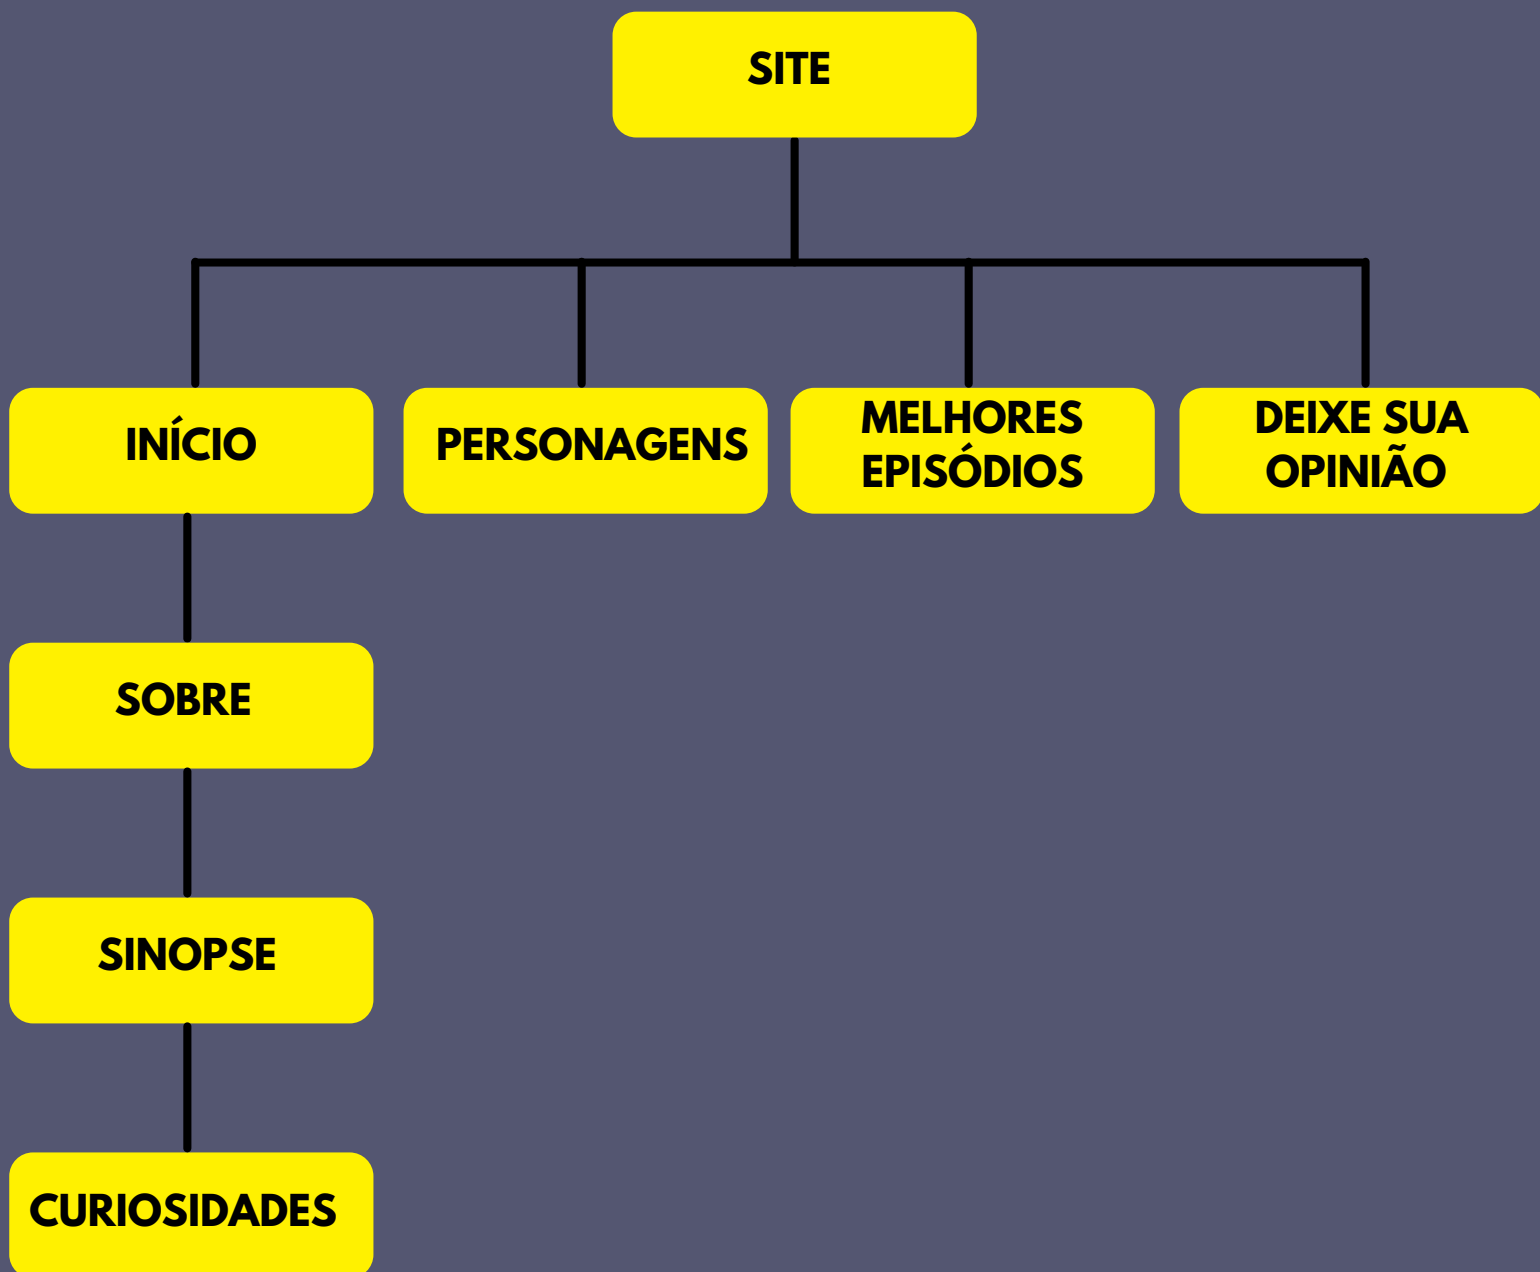 SITE
INÍCIO
PERSONAGENS
MELHORES
EPISÓDIOS
DEIXE SUA
OPINIÃO
SOBRE
SINOPSE
CURIOSIDADES